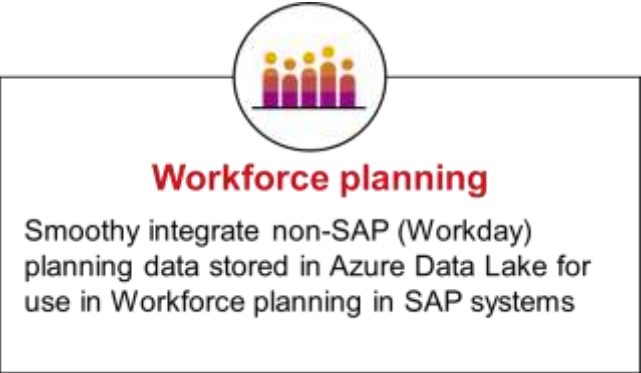 Workforce planning
Smoothy integrate non-SAP (Workday)
planning data stored in Azure Data Lake for
use in Workforce planning in SAP systems